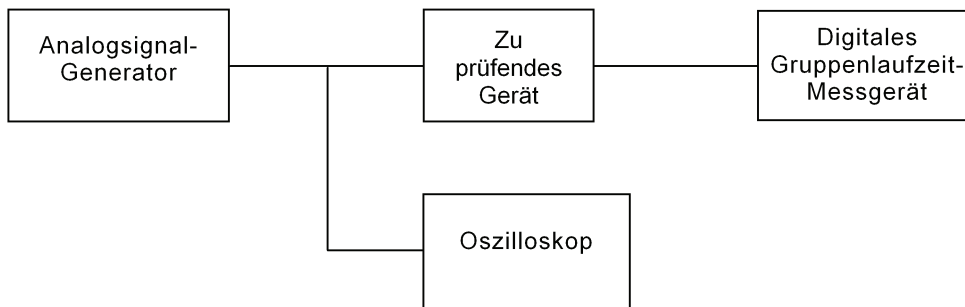 Analogsignal-
Generator
Zu
prüfendes
Gerät
Digitales
Gruppenlaufzeit-
Messgerät
Oszilloskop